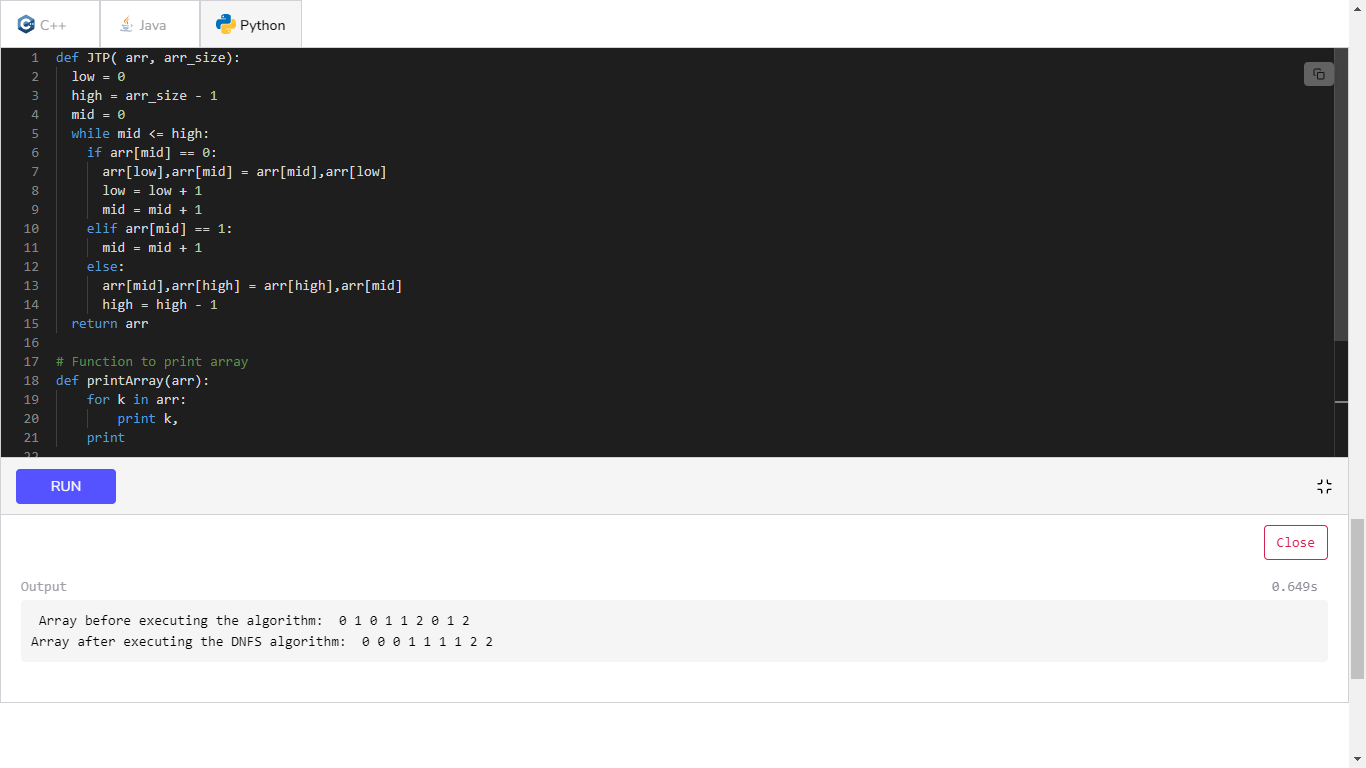 C++ Java Python
1 def JTP( arr, arr_size):
2 low = 0
3 high = arr_size - 1
4 mid = 0
5 while mid <= high:
6 if arr[mid] == 0:
7 arr[low],arr[mid] = arr[mid],arr[low]
8 low = low + 1
9 mid = mid + 1
10 elif arr[mid] == 1:
11 mid = mid + 1
12 else:
13 arr[mid],arr[high] = arr[high],arr[mid]
14 high = high - 1
15 return arr
16
17 # Function to print array
18 def printArray(arr):
19 for k in arr:
20 print k,
21 print
22
RUN
Close
Output 0.649s
Array before executing the algorithm: 0 1 0 1 1 2 0 1 2
Array after executing the DNFS algorithm: 0 0 0 1 1 1 1 2 2